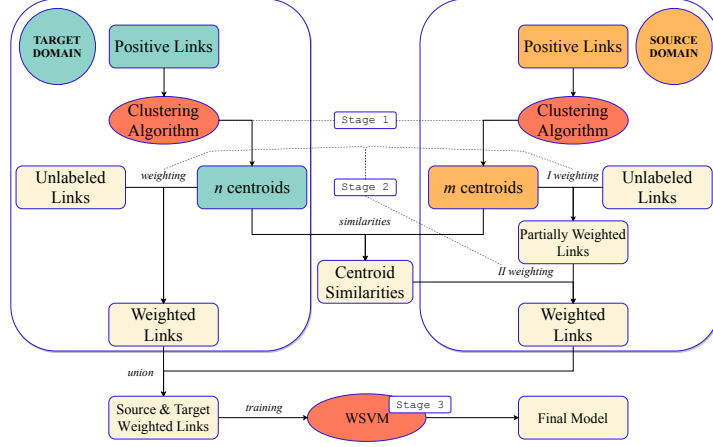 TARGET
DOMAIN
Positive Links
Positive Links
SOURCE
DOMAIN
Clustering
Algorithm
Stage 1
Clustering
Algorithm
Unlabeled
Links
weighting
n centroids
Stage 2
m centroids
I weighting
Unlabeled
Links
similarities
Partially Weighted
Links
Centroid
Similarities
II weighting
Weighted
Links
Weighted
Links
union
Source & Target
Weighted Links
training
WSVM
Stage 3
Final Model